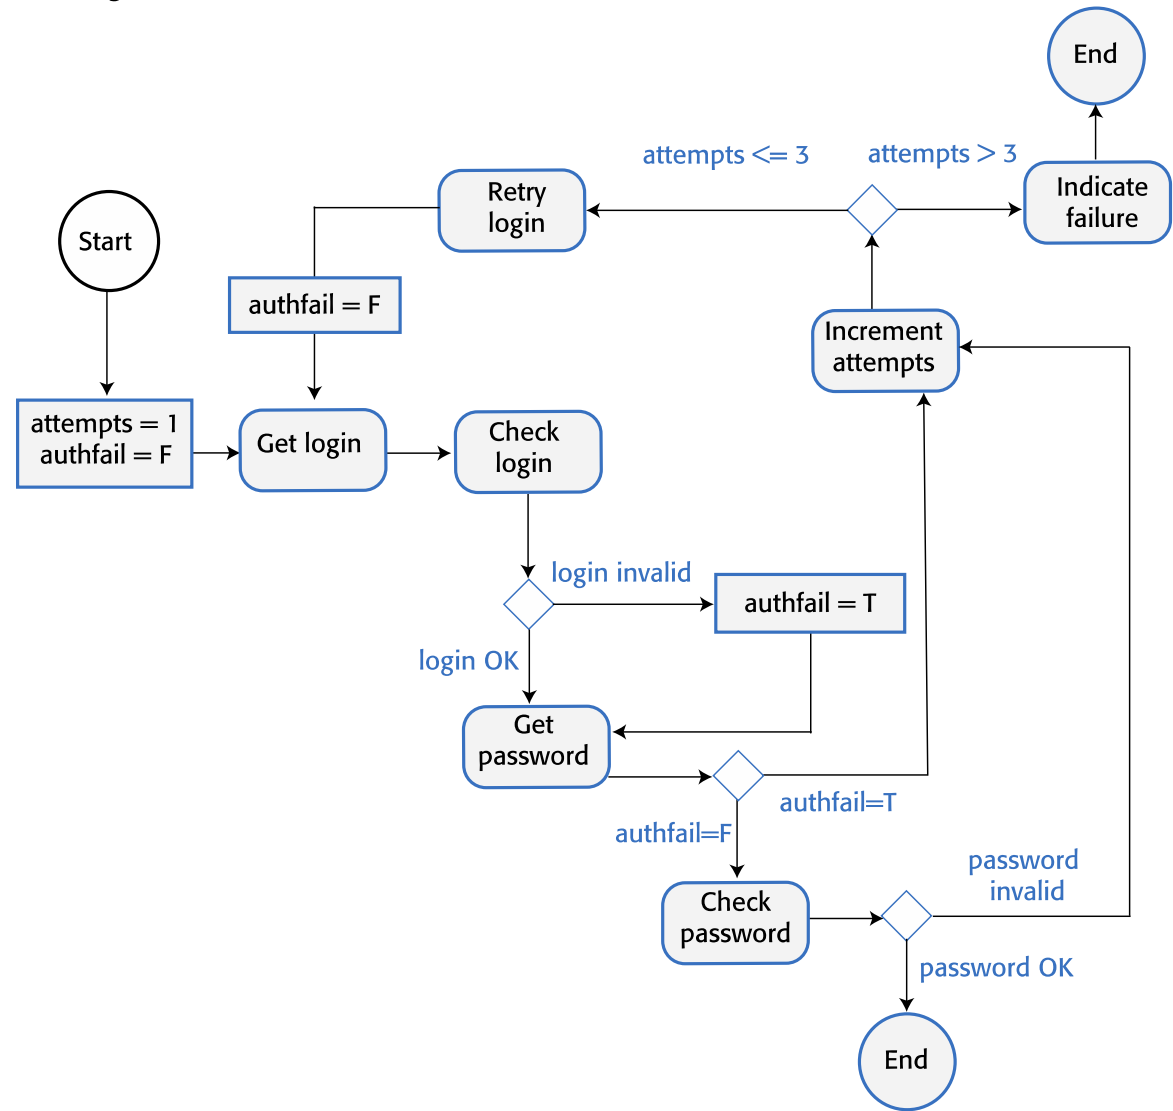 End
attempts <= 3
attempts > 3
Retry
login
Indicate
failure
Start
authfail = F
Increment
attempts
attempts = 1
authfail = F
Get login
Check
login
login invalid
authfail = T
login OK
Get
password
authfail=T
authfail=F
password
invalid
Check
password
password OK
End